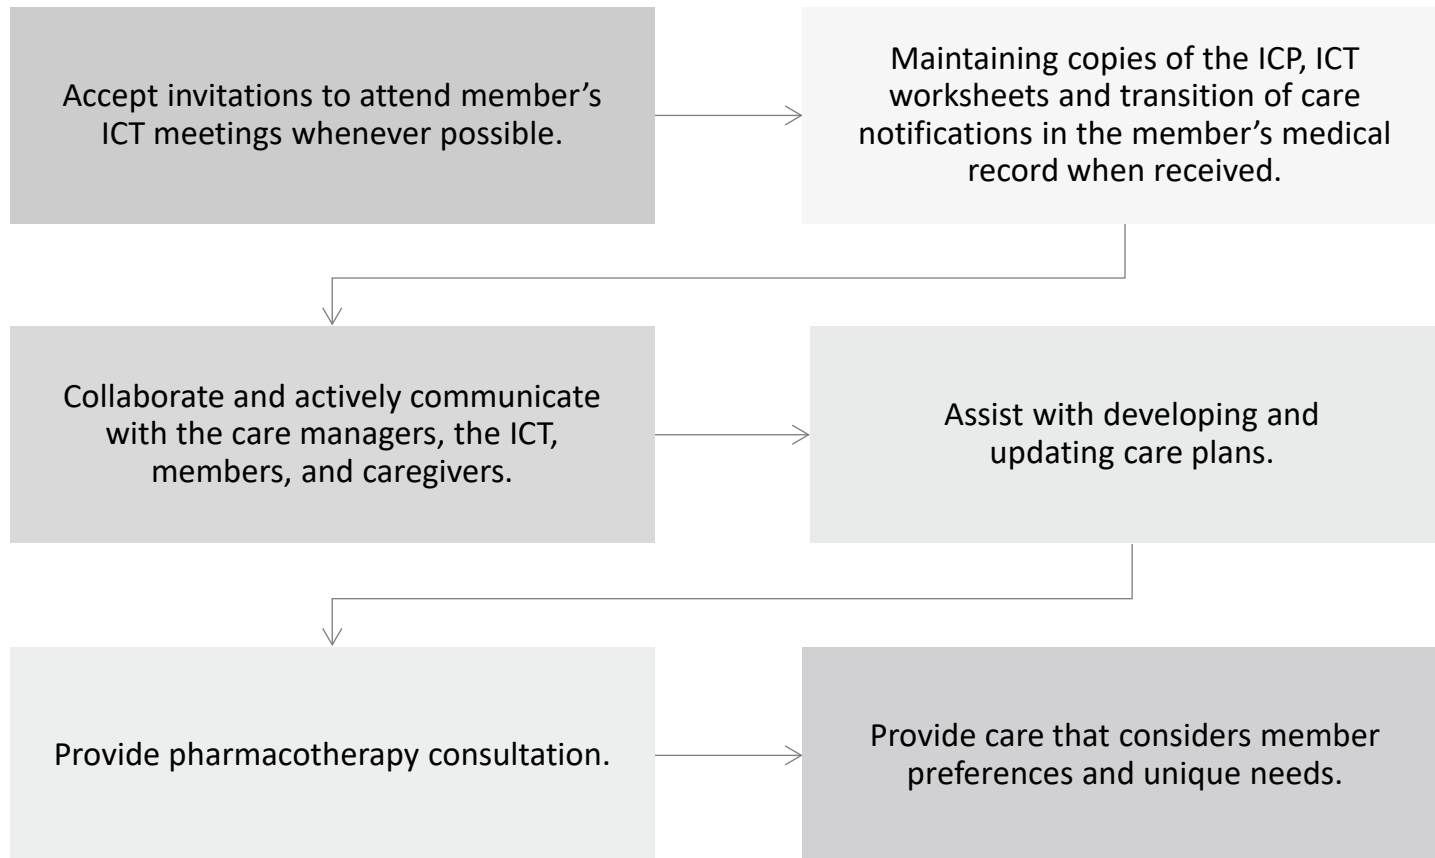 Accept invitations to attend member’s
ICT meetings whenever possible.
Maintaining copies of the ICP, ICT
worksheets and transition of care
notifications in the member’s medical
record when received.
Collaborate and actively communicate
with the care managers, the ICT,
members, and caregivers.
Assist with developing and
updating care plans.
Provide pharmacotherapy consultation.
Provide care that considers member
preferences and unique needs.